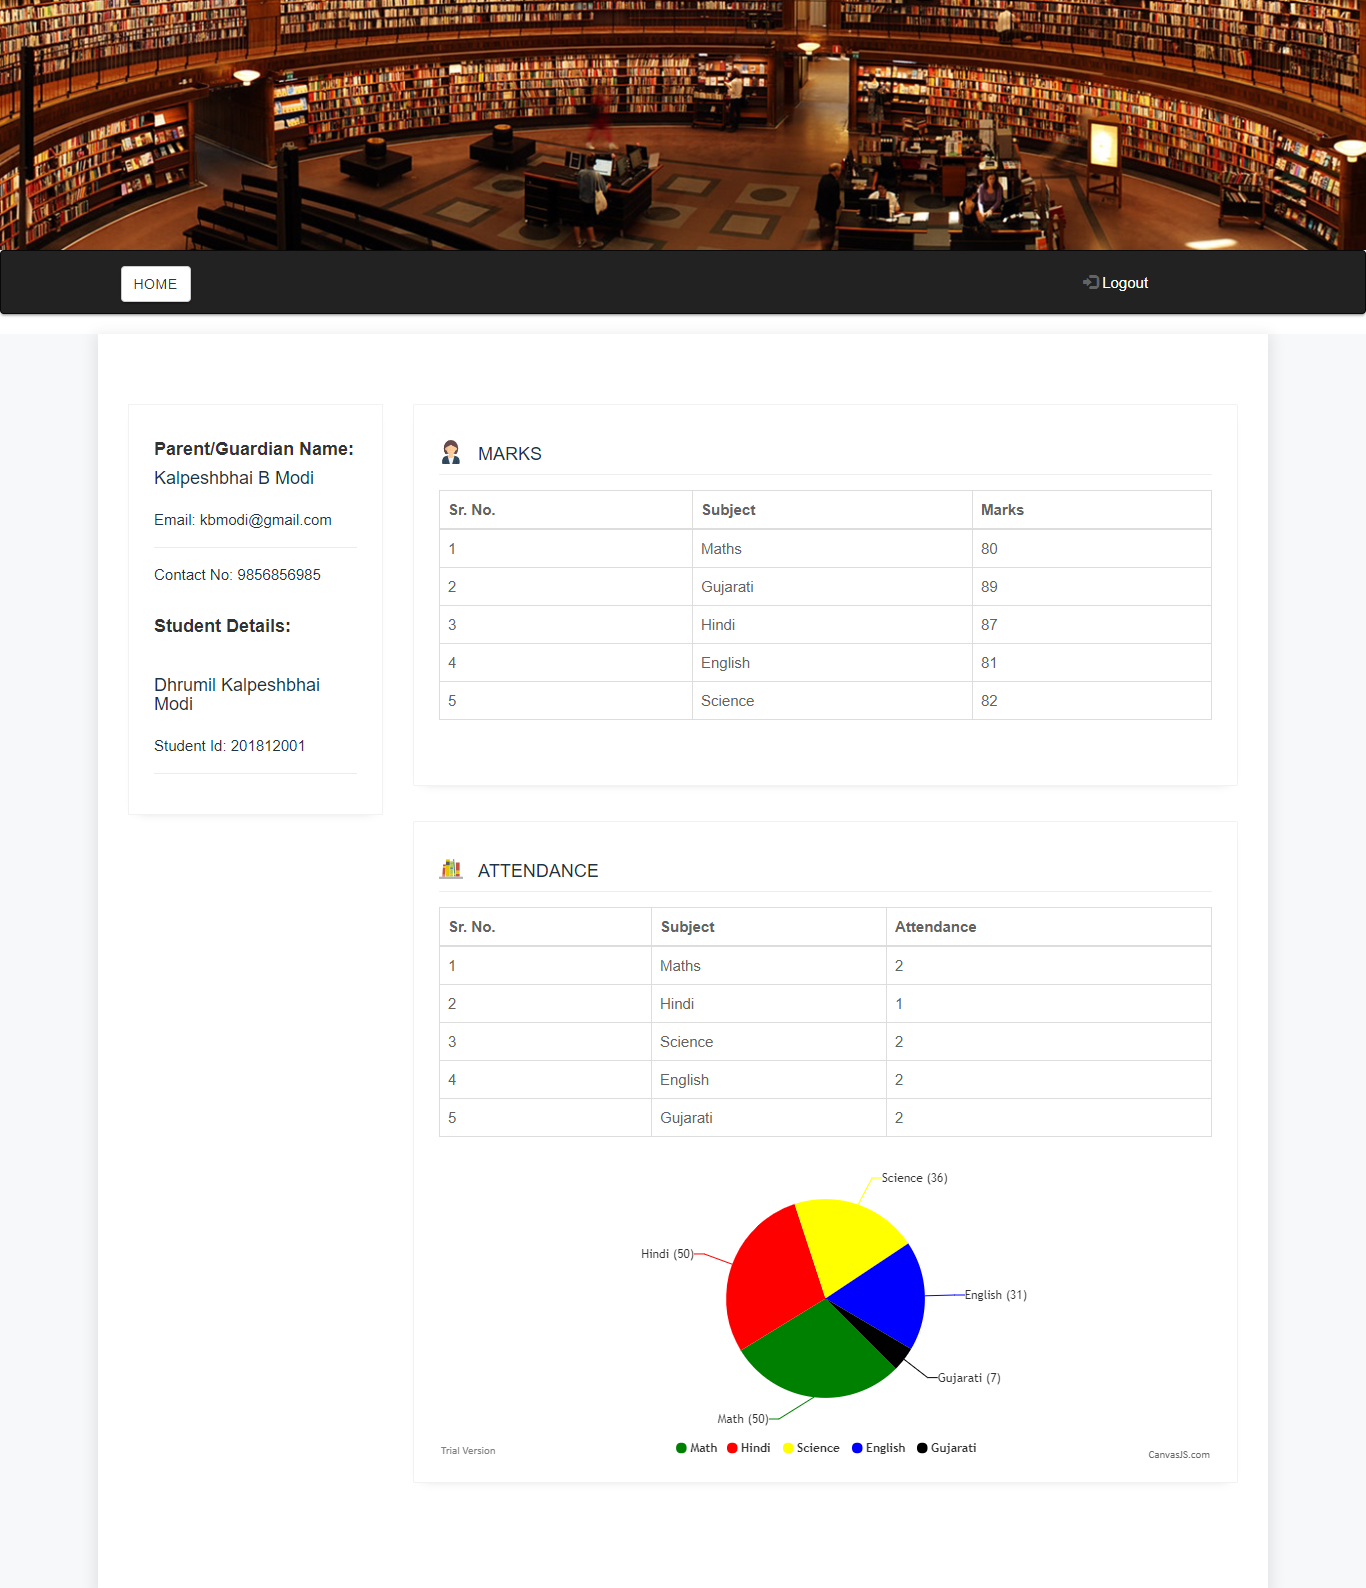 HOME
Logout
Parent/Guardian Name:
Kalpeshbhai B Modi
Email: kbmodi@gmail.com
Contact No: 9856856985
Student Details:
Dhrumil Kalpeshbhai
Modi
Student Id: 201812001
MARKS
Sr. No. Subject Marks
1 Maths 80
2 Gujarati 89
3 Hindi 87
4 English 81
5 Science 82
ATTENDANCE
Sr. No. Subject Attendance
1 Maths 2
2 Hindi 1
3 Science 2
4 English 2
5 Gujarati 2
Science (36)
Hindi (50)
English (31)
Gujarati (7)
Math (50)
Math Hindi Science English Gujarati
Trial Version
CanvasJS.com